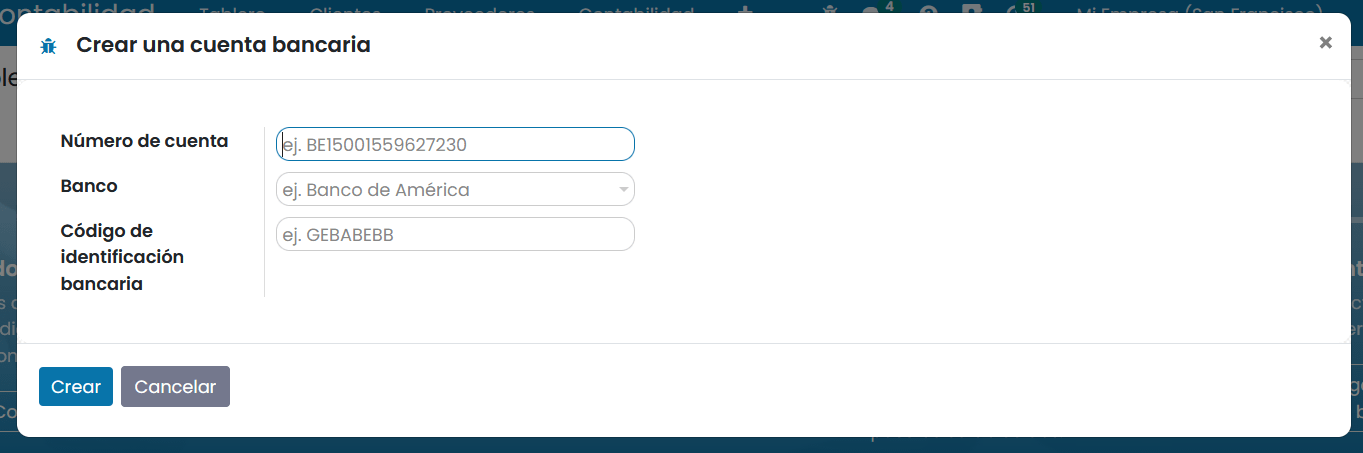 Crear una cuenta bancaria
×
Número de cuenta
ej. BE15001559627230
Banco
ej. Banco de América
Código de
identificación
bancaria
ej. GEBABEBB
Crear
Cancelar
ontabilidad Tablero Clientes Proveedores Contabilidad 4 51 Mi Empresa (San Francisco)